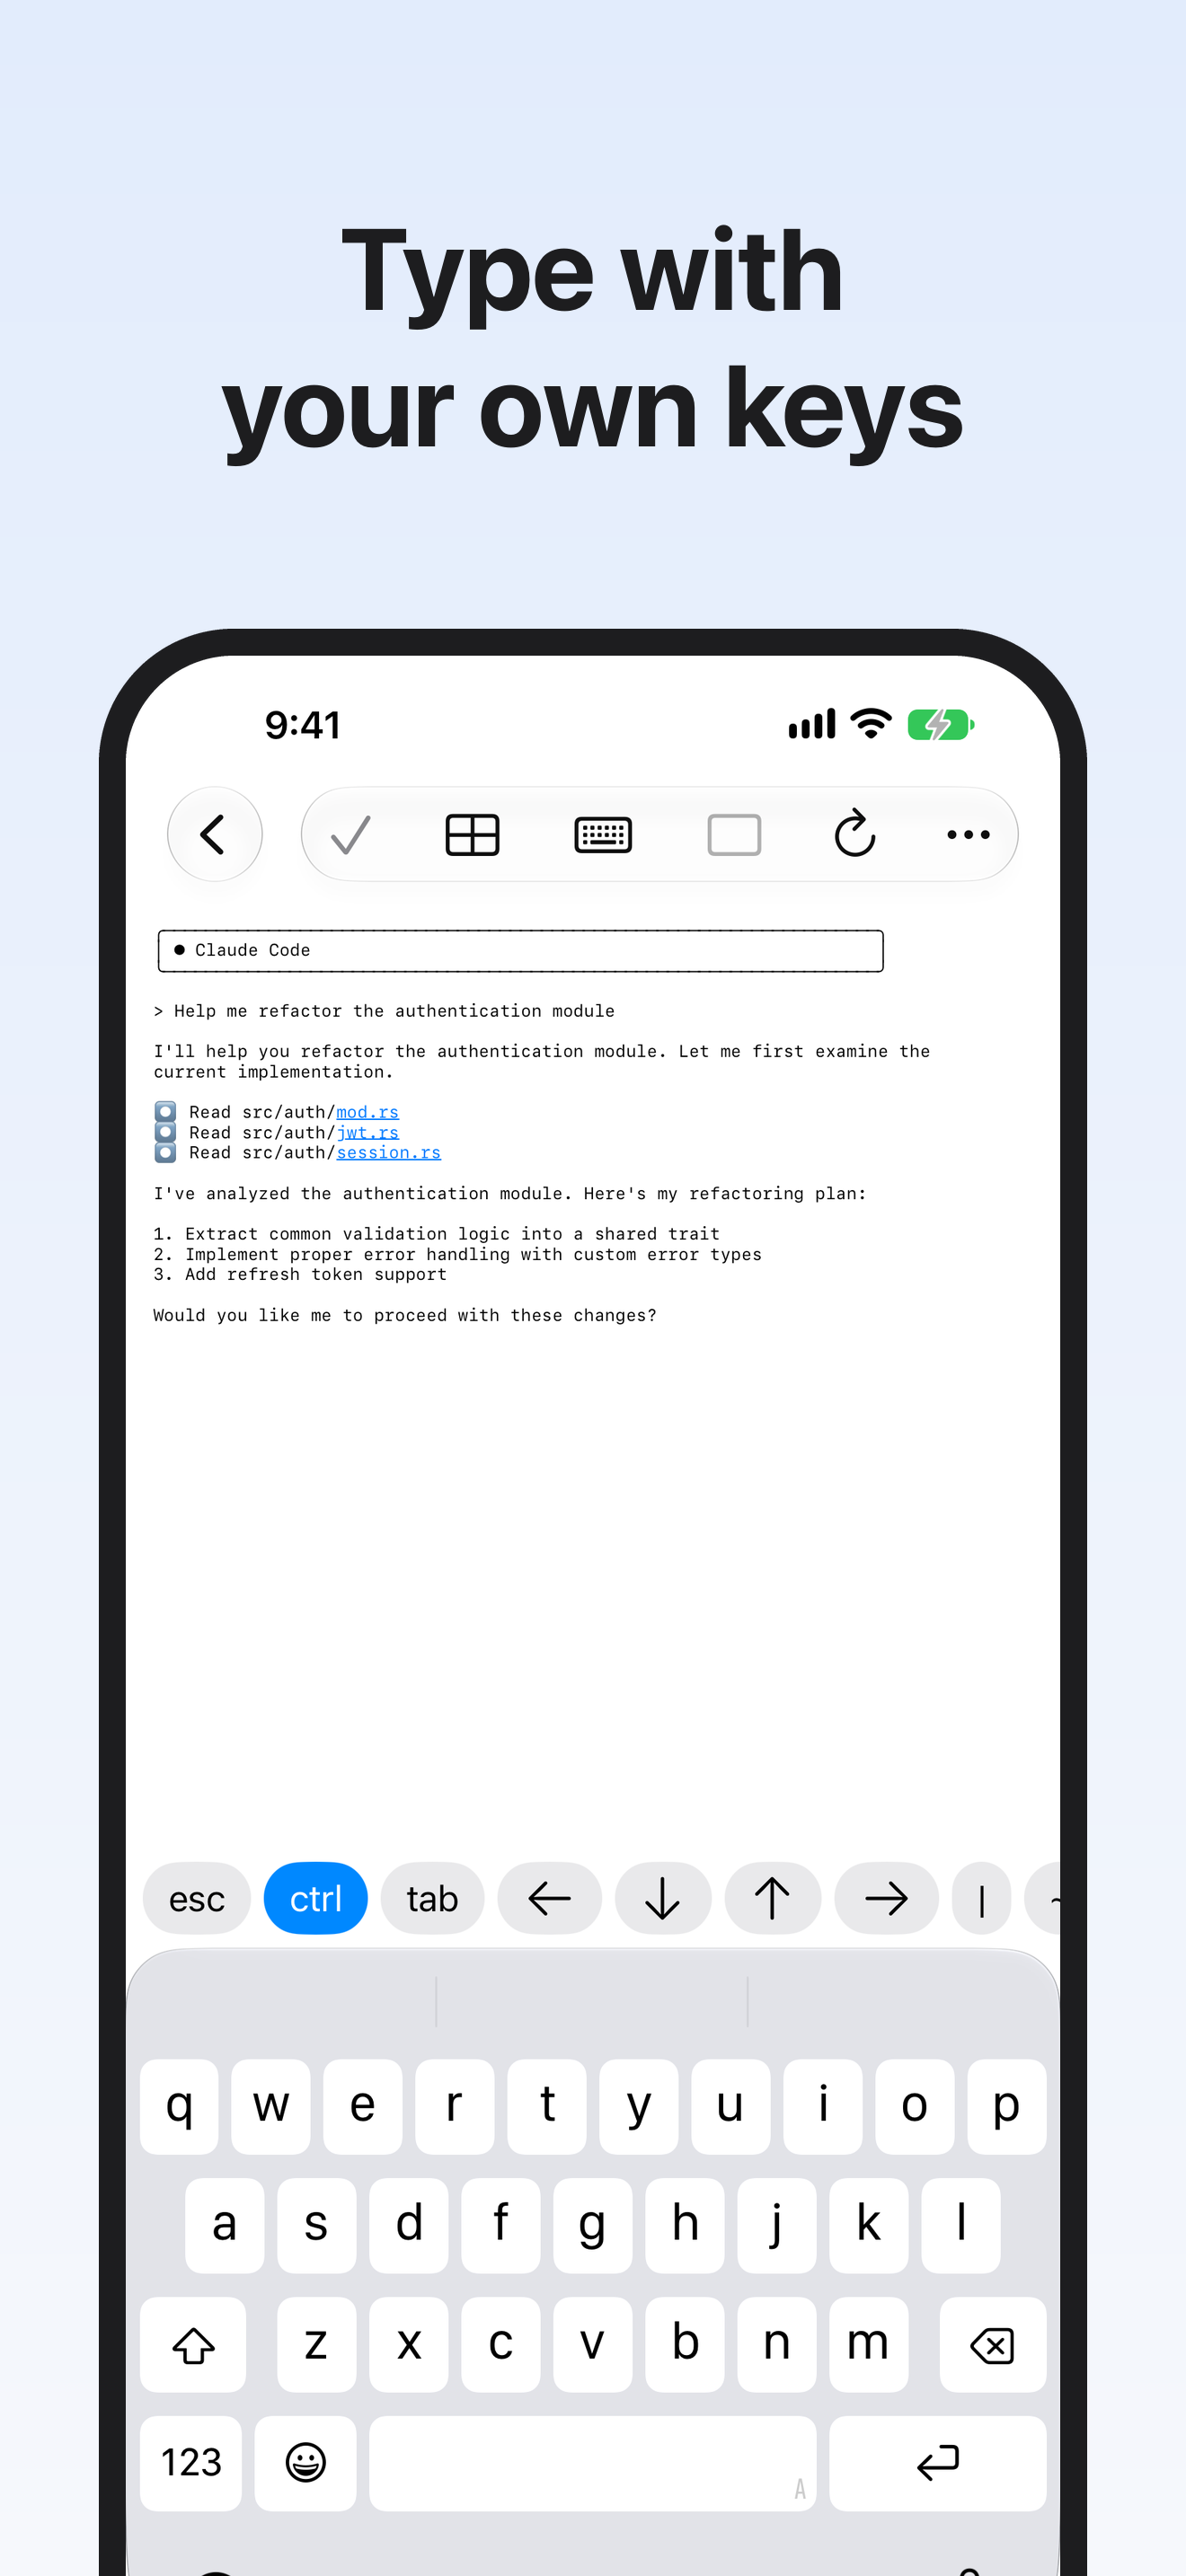 Type with
your own keys
9:41
● Claude Code
> Help me refactor the authentication module
I'll help you refactor the authentication module. Let me first examine the
current implementation.
⏺ Read src/auth/mod.rs
⏺ Read src/auth/jwt.rs
⏺ Read src/auth/session.rs
I've analyzed the authentication module. Here's my refactoring plan:
1. Extract common validation logic into a shared trait
2. Implement proper error handling with custom error types
3. Add refresh token support
Would you like me to proceed with these changes?
esc ctrl tab ← ↓ ↑ → | ~
q w e r t y u i o p
a s d f g h j k l
z x c v b n m
123
A